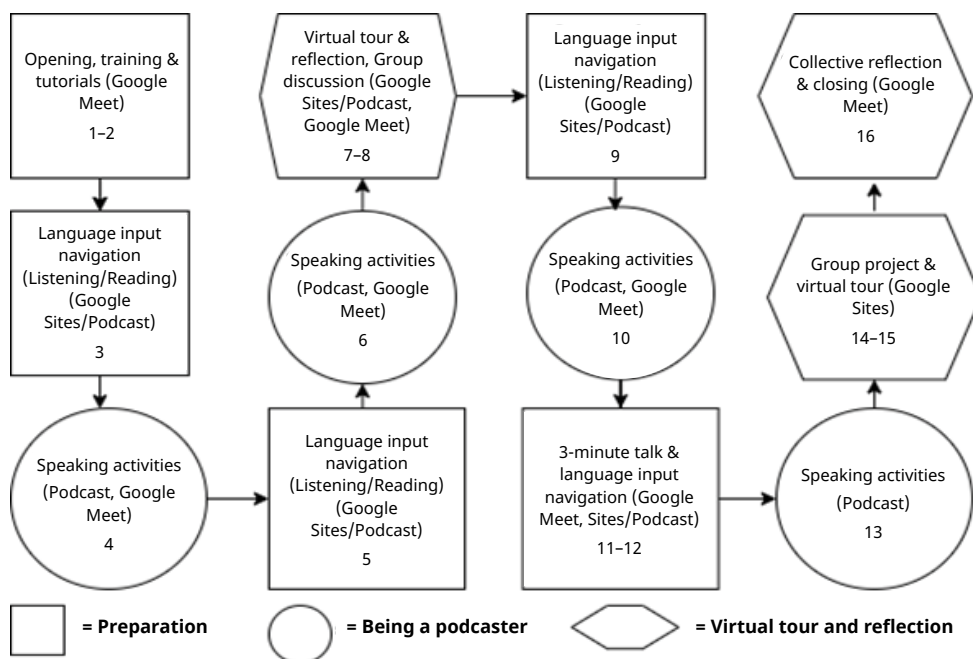 Opening, training &
tutorials (Google
Meet)
1–2
Language input
navigation
(Listening/Reading)
(Google
Sites/Podcast)
3
Speaking activities
(Podcast, Google
Meet)
4
Language input
navigation
(Listening/Reading)
(Google
Sites/Podcast)
5
Speaking activities
(Podcast, Google
Meet)
6
Virtual tour &
reflection, Group
discussion (Google
Sites/Podcast,
Google Meet)
7–8
Language input
navigation
(Listening/Reading)
(Google
Sites/Podcast)
9
Speaking activities
(Podcast, Google
Meet)
10
3-minute talk &
language input
navigation (Google
Meet, Sites/Podcast)
11–12
Speaking activities
(Podcast)
13
Group project &
virtual tour (Google
Sites)
14–15
Collective reflection
& closing (Google
Meet)
16
= Preparation
= Being a podcaster
= Virtual tour and reflection